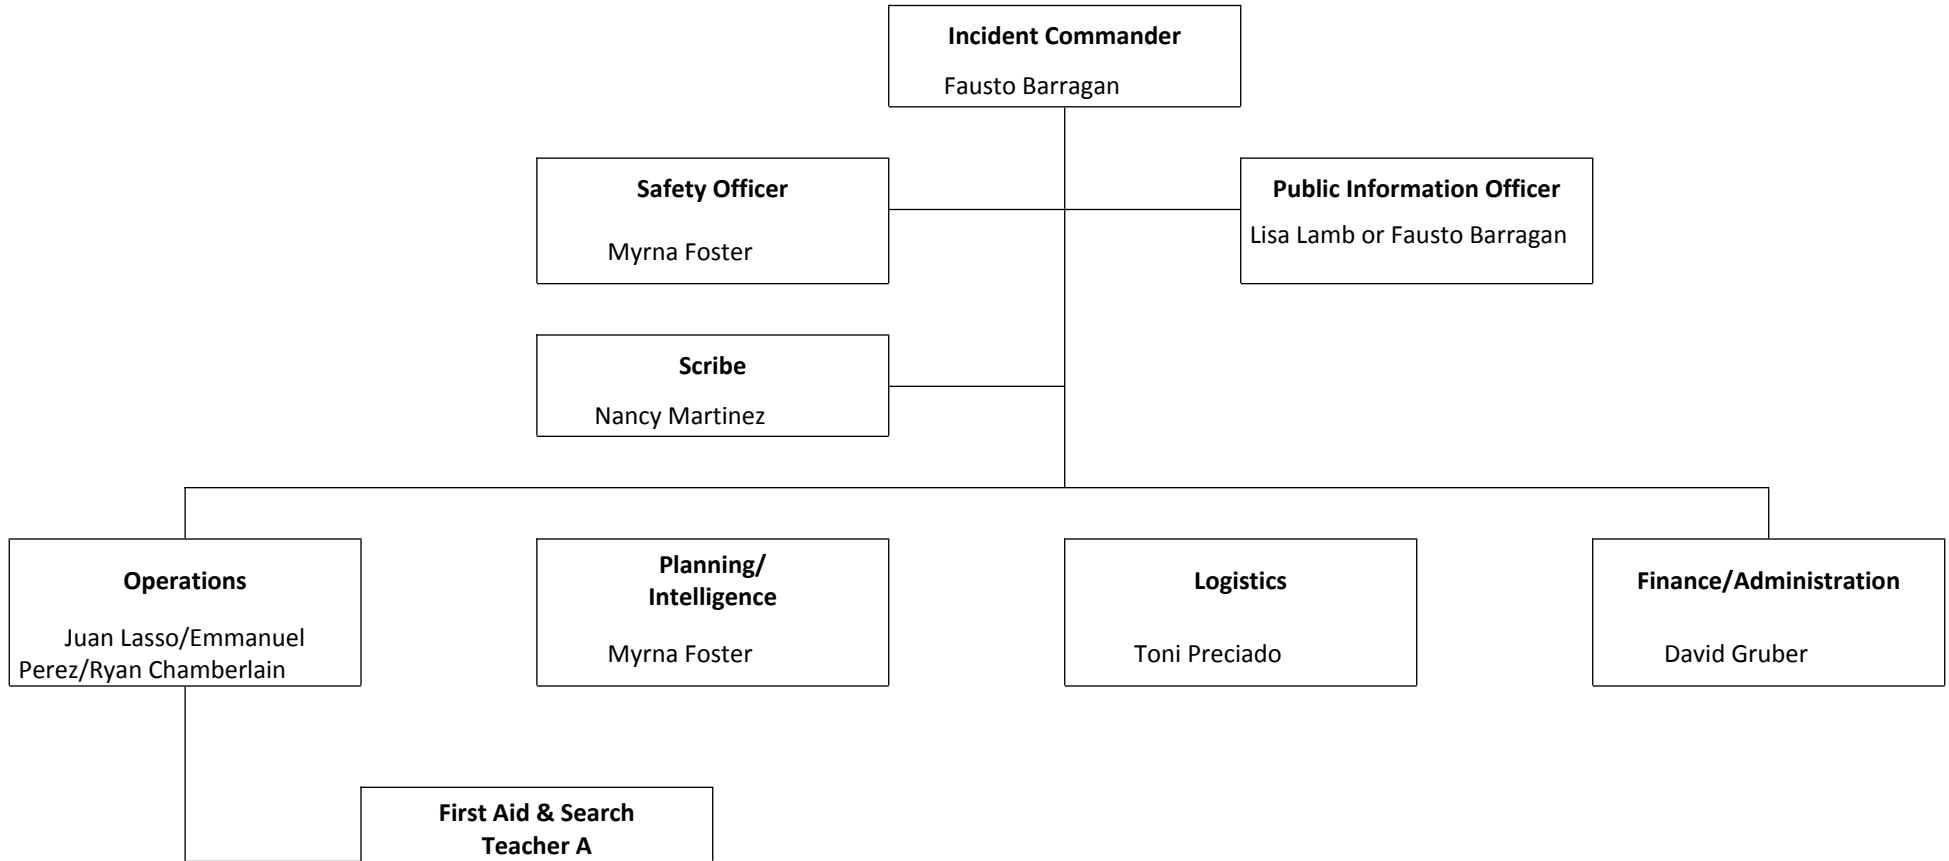 Incident Commander
Fausto Barragan
Safety Officer
Myrna Foster
Public Information Officer
Lisa Lamb or Fausto Barragan
Scribe
Nancy Martinez
Operations
Juan Lasso/Emmanuel
Perez/Ryan Chamberlain
Planning/
Intelligence
Myrna Foster
Logistics
Toni Preciado
Finance/Administration
David Gruber
First Aid & Search
Teacher A